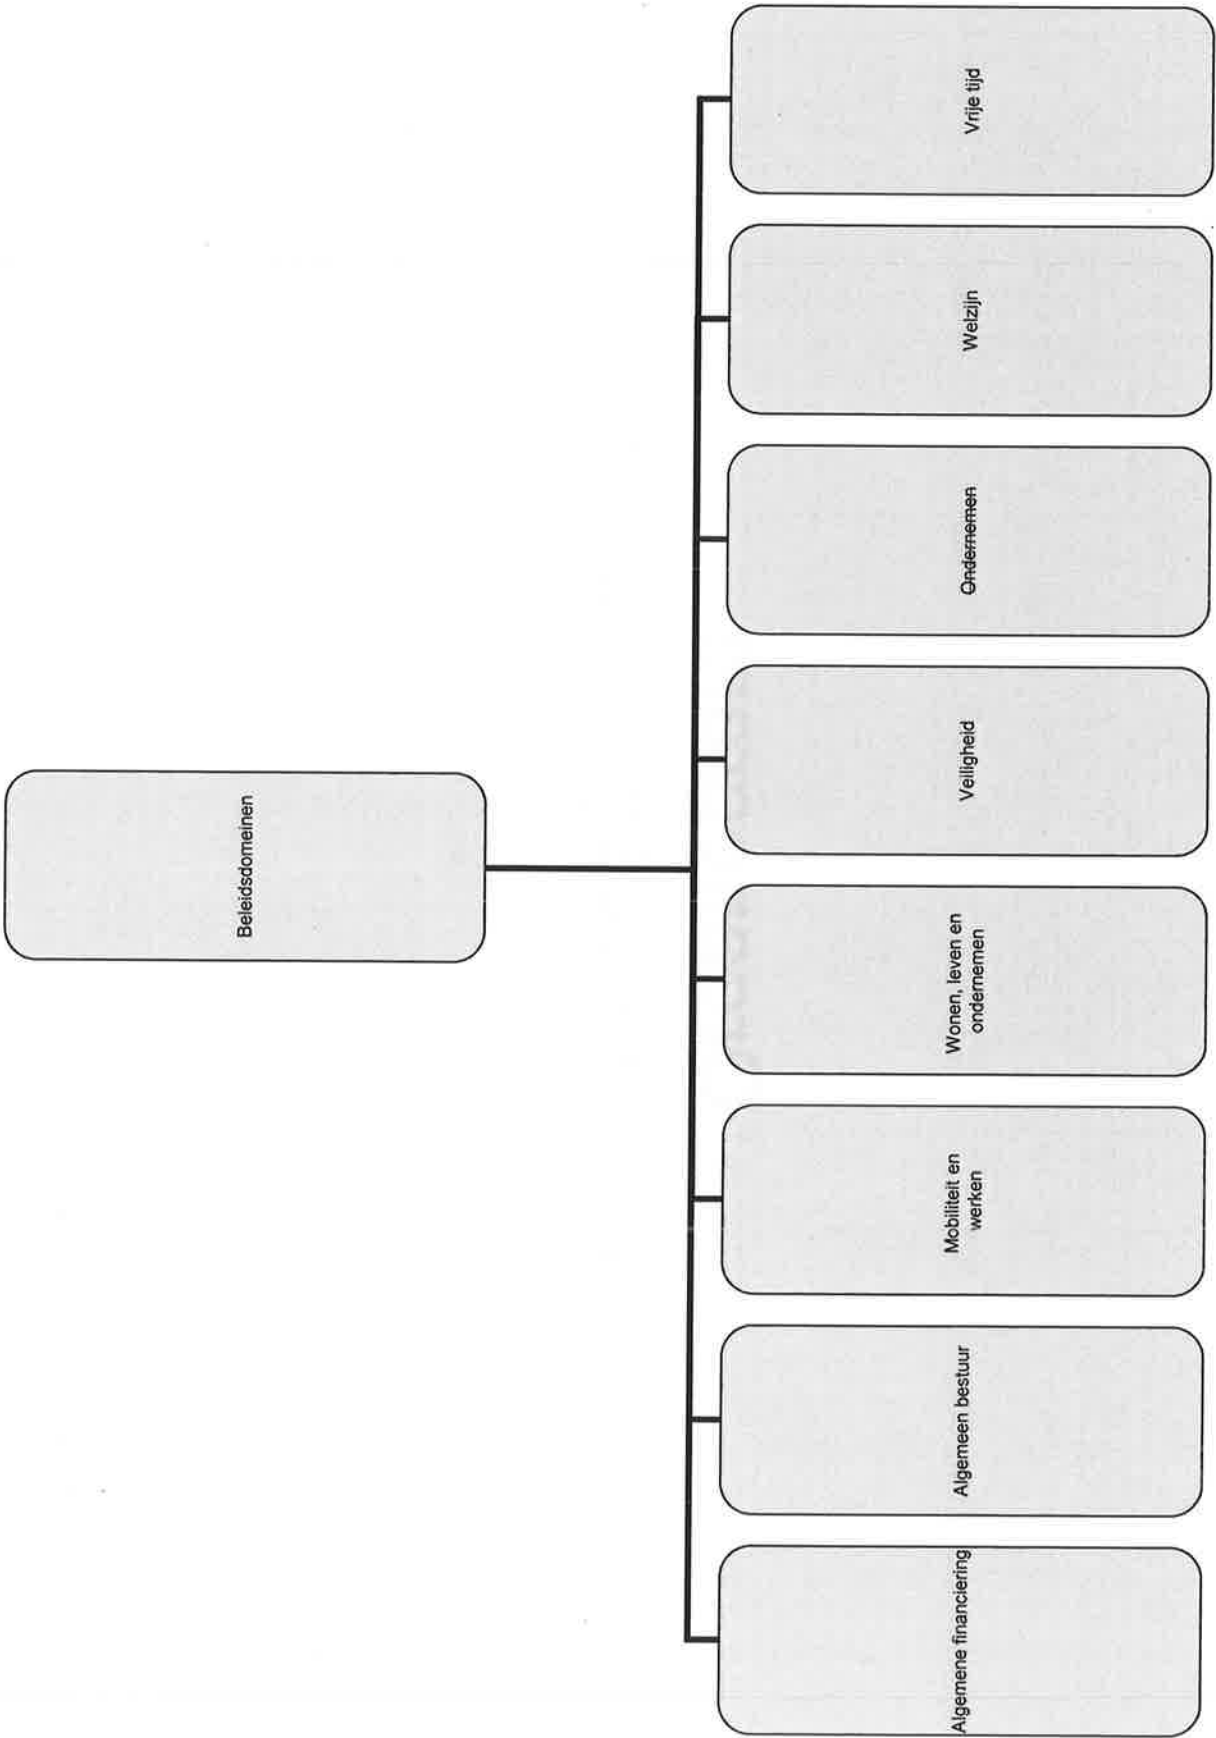 Beleidsdomeinen
Algemene financiering
Algemeen bestuur
Mobiliteit en
werken
Wonen, leven en
ondernemen
Veiligheid
Ondernemen
Welzijn
Vrije tijd